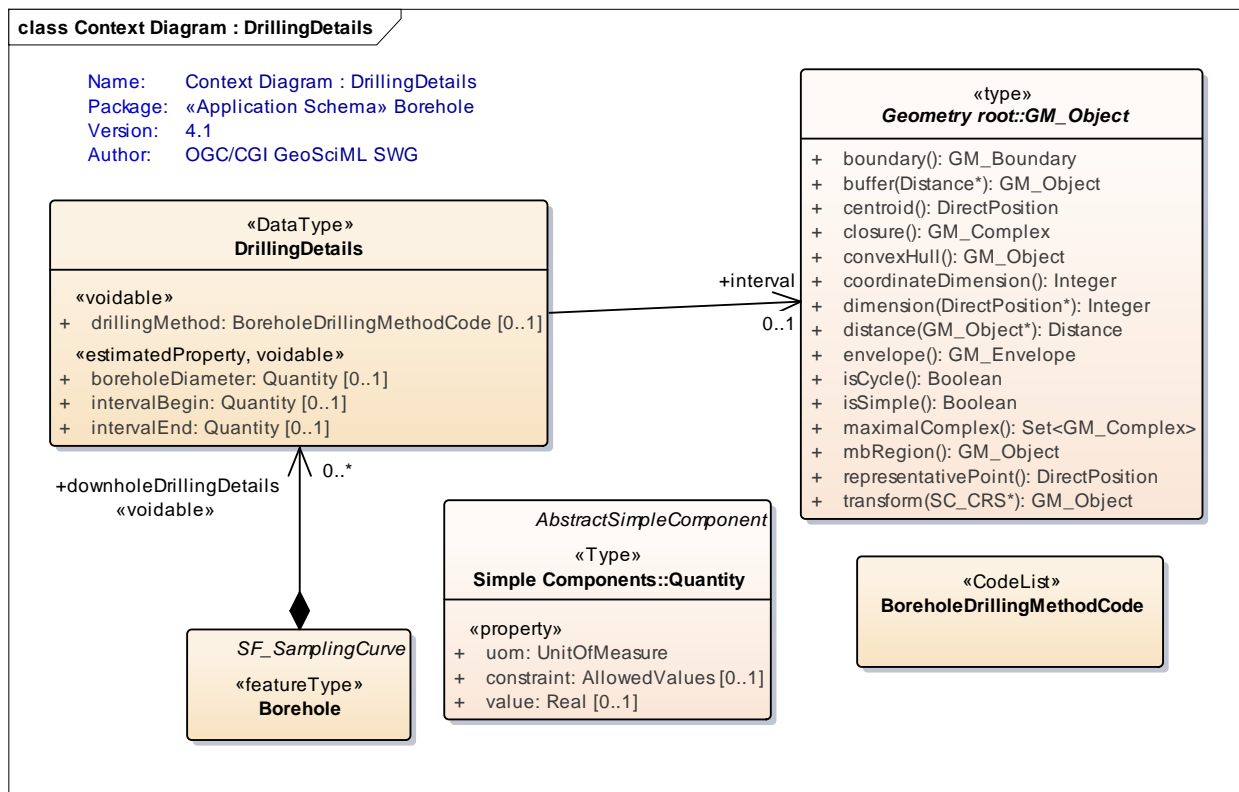 class Context Diagram : DrillingDetails
Name: Context Diagram : DrillingDetails
Package: «Application Schema» Borehole
Version: 4.1
Author: OGC/CGI GeoSciML SWG
«DataType»
DrillingDetails
«voidable»
+ drillingMethod: BoreholeDrillingMethodCode [0..1]
«estimatedProperty, voidable»
+ boreholeDiameter: Quantity [0..1]
+ intervalBegin: Quantity [0..1]
+ intervalEnd: Quantity [0..1]
+interval
0..1
«type»
Geometry root::GM_Object
+ boundary(): GM_Boundary
+ buffer(Distance*): GM_Object
+ centroid(): DirectPosition
+ closure(): GM_Complex
+ convexHull(): GM_Object
+ coordinateDimension(): Integer
+ dimension(DirectPosition*): Integer
+ distance(GM_Object*): Distance
+ envelope(): GM_Envelope
+ isCycle(): Boolean
+ isSimple(): Boolean
+ maximalComplex(): Set<GM_Complex>
+ mbRegion(): GM_Object
+ representativePoint(): DirectPosition
+ transform(SC_CRS*): GM_Object
0..*
+downholeDrillingDetails
«voidable»
SF_SamplingCurve
«featureType»
Borehole
AbstractSimpleComponent
«Type»
Simple Components::Quantity
«property»
+ uom: UnitOfMeasure
+ constraint: AllowedValues [0..1]
+ value: Real [0..1]
«CodeList»
BoreholeDrillingMethodCode